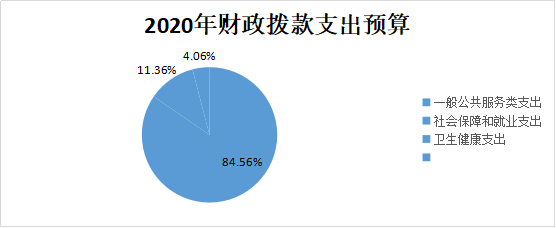 2020年财政拨款支出预算
4.06%
11.36%
84.56%
一般公共服务类支出
社会保障和就业支出
卫生健康支出